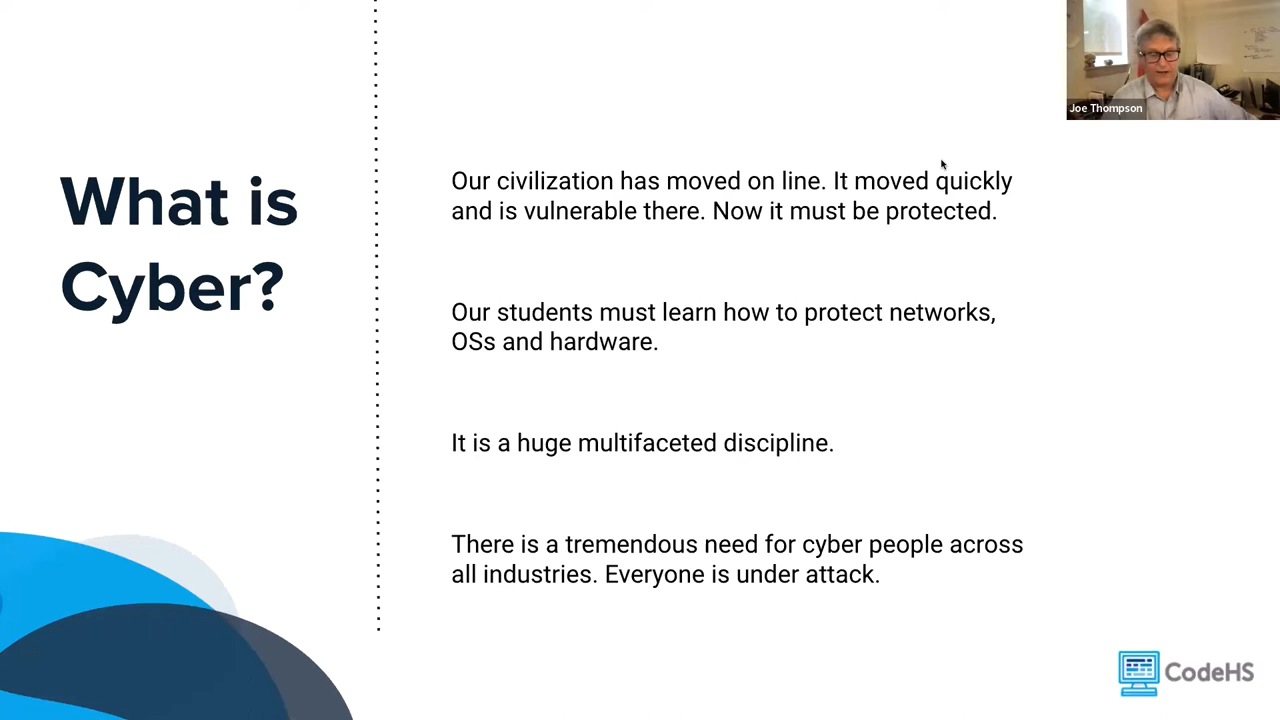 What is
Cyber?
Our civilization has moved on line. It moved quickly
and is vulnerable there. Now it must be protected.
Our students must learn how to protect networks,
OSs and hardware.
It is a huge multifaceted discipline.
There is a tremendous need for cyber people across
all industries. Everyone is under attack.
Joe Thompson
CodeHS